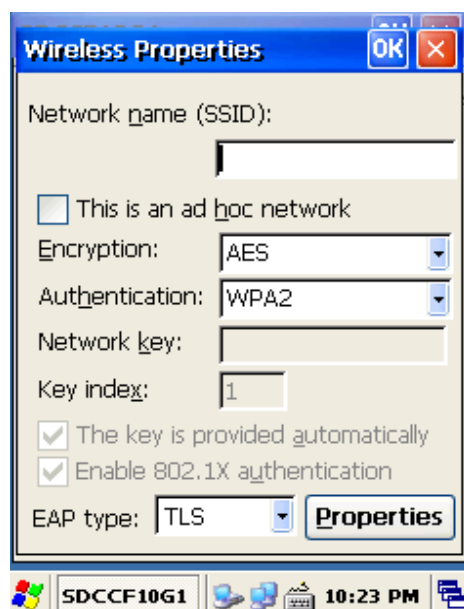 Wireless Properties OK
Network name (SSID):
This is an ad hoc network
Encryption: AES
Authentication: WPA2
Network key:
Key index: 1
The key is provided automatically
Enable 802.1X authentication
EAP type: TLS Properties
SDCCF10G1 10:23 PM